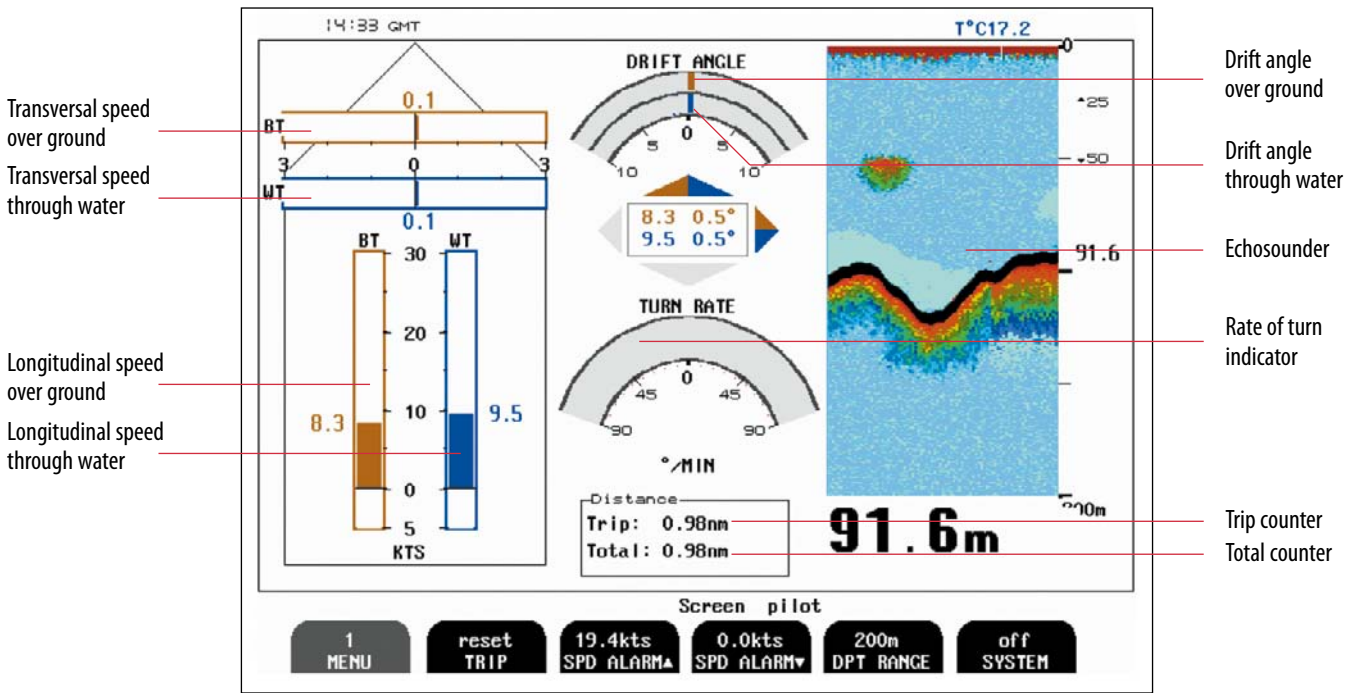 14:33 GMT
T°C17.2
Transversal speed
over ground
Transversal speed
through water
Longitudinal speed
over ground
Longitudinal speed
through water
0.1
BT
3 0 3
WT
0.1
BT WT
30
20
10
0
5
KTS
8.3
9.5
DRIFT ANGLE
0
5 5
10 10
8.3 0.5°
9.5 0.5°
TURN RATE
0
45 45
90 90
°/MIN
Distance
Trip: 0.98nm
Total: 0.98nm
0
25
50
91.6
00m
91.6m
Drift angle
over ground
Drift angle
through water
Echosounder
Rate of turn
indicator
Trip counter
Total counter
Screen pilot
1
MENU
reset
TRIP
19.4kts
SPD ALARM▲
0.0kts
SPD ALARM▼
200m
DPT RANGE
off
SYSTEM